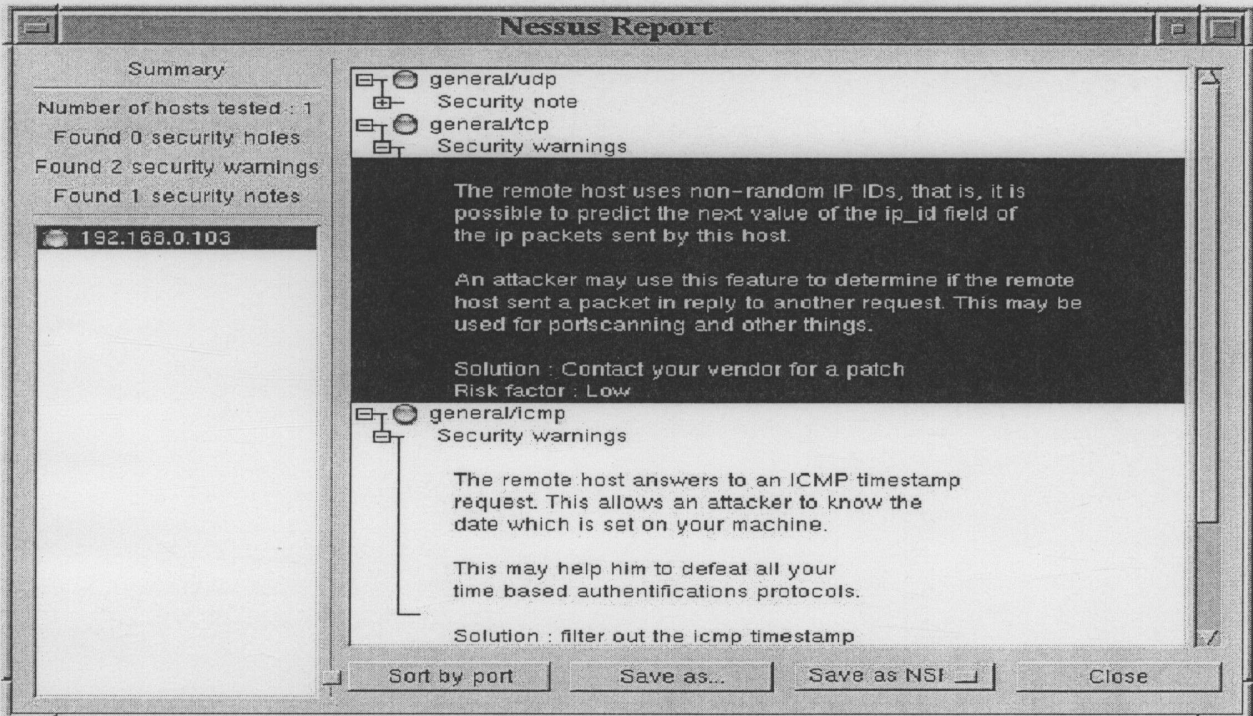 Nessus Report
Summary
Number of hosts tested : 1
Found 0 security holes
Found 2 security warnings
Found 1 security notes
192.168.0.103
general/udp
Security note
general/tcp
Security warnings
The remote host uses non-random IP IDs, that is, it is
possible to predict the next value of the ip_id field of
the ip packets sent by this host.
An attacker may use this feature to determine if the remote
host sent a packet in reply to another request. This may be
used for portscanning and other things.
Solution : Contact your vendor for a patch
Risk factor : Low
general/icmp
Security warnings
The remote host answers to an ICMP timestamp
request. This allows an attacker to know the
date which is set on your machine.
This may help him to defeat all your
time based authentifications protocols.
Solution : filter out the icmp timestamp
Sort by port
Save as...
Save as NSI
Close